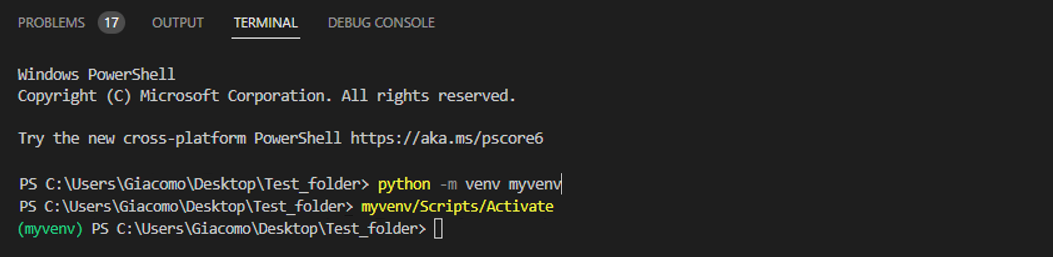 PROBLEMS 17 OUTPUT TERMINAL DEBUG CONSOLE
Windows PowerShell
Copyright (C) Microsoft Corporation. All rights reserved.
Try the new cross-platform PowerShell https://aka.ms/pscore6
PS C:\Users\Giacomo\Desktop\Test_folder> python -m venv myvenv
PS C:\Users\Giacomo\Desktop\Test_folder> myvenv/Scripts/Activate
(myvenv) PS C:\Users\Giacomo\Desktop\Test_folder>